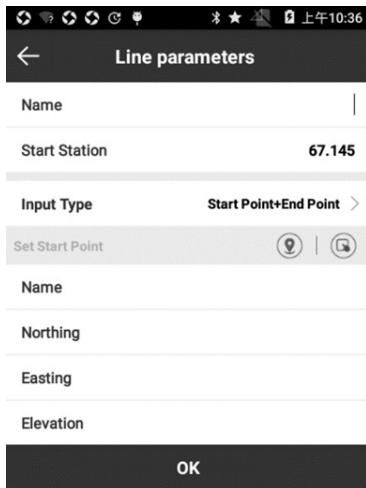 上午10:36
Line parameters
Name
Start Station 67.145
Input Type Start Point+End Point
Set Start Point
Name
Northing
Easting
Elevation
OK